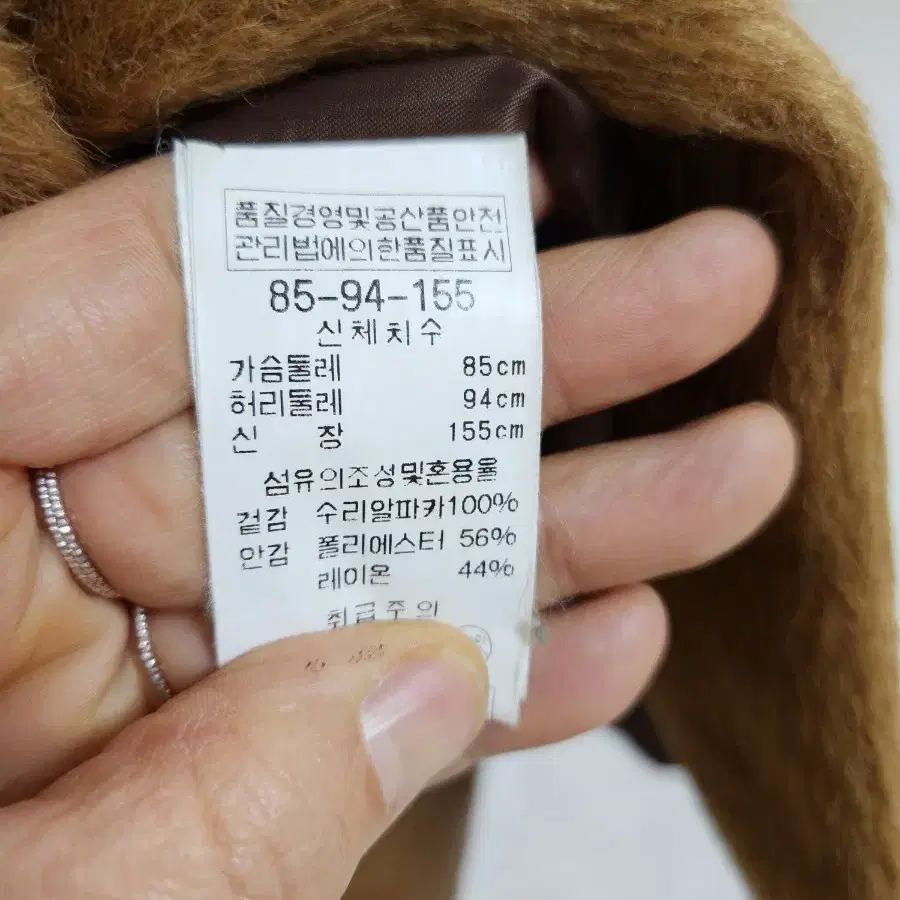 품질경영및공산품안전
관리법에의한품질표시
85-94-155
신체치수
가슴둘레 85cm
허리둘레 94cm
신 장 155cm
섬유의조성및혼용율
겉감 수리알파카100%
안감 폴리에스터 56%
레이온 44%
취급주의